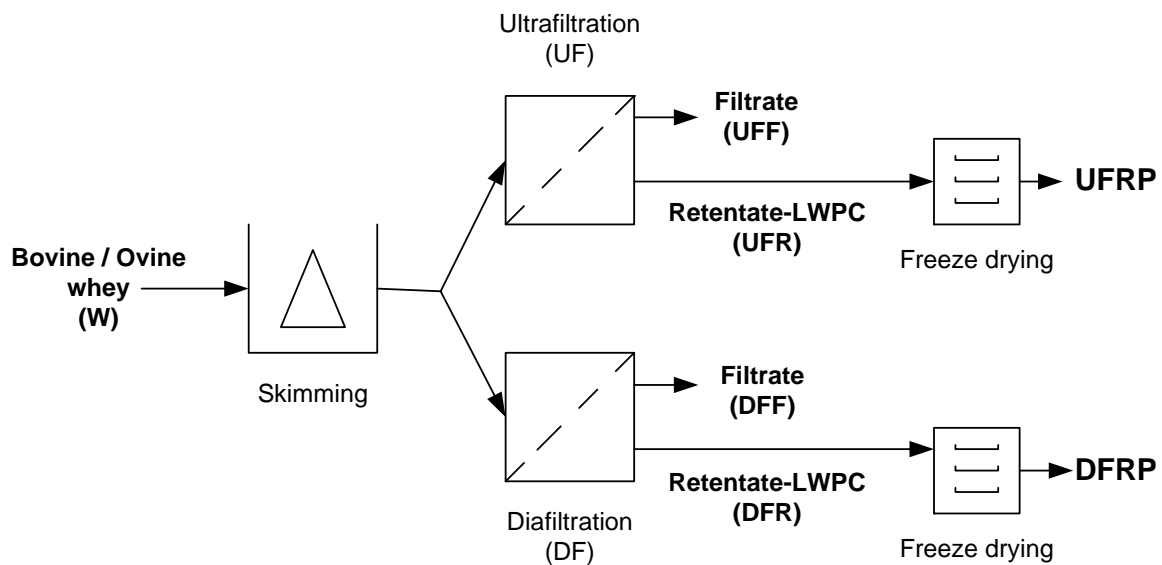 Ultrafiltration
(UF)
Filtrate
(UFF)
Retentate-LWPC
(UFR)
UFRP
Freeze drying
Bovine / Ovine
whey
(W)
Skimming
Filtrate
(DFF)
Retentate-LWPC
(DFR)
DFRP
Diafiltration
(DF)
Freeze drying